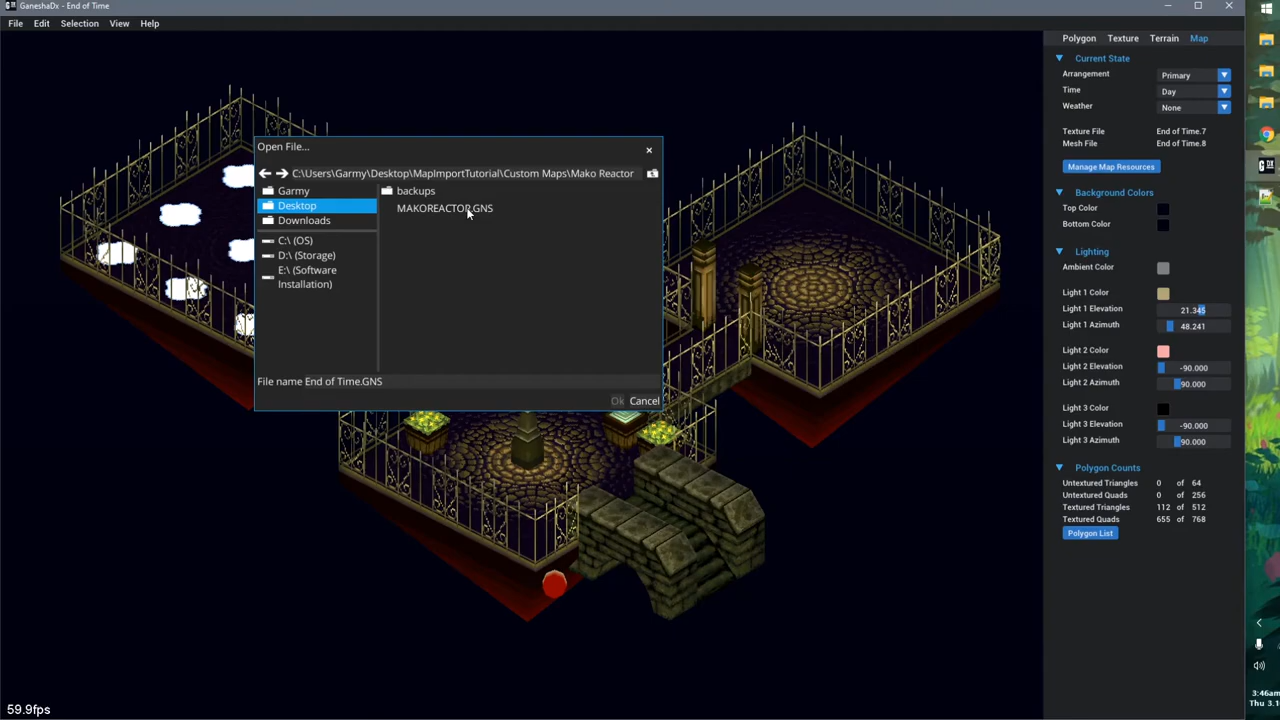 GaneshaDx - End of Time
File Edit Selection View Help
Polygon Texture Terrain Map
Current State
Arrangement Primary
Time Day
Weather None
Texture File End of Time.7
Mesh File End of Time.8
Manage Map Resources
Background Colors
Top Color
Bottom Color
Lighting
Ambient Color
Light 1 Color
Light 1 Elevation 21.345
Light 1 Azimuth 48.241
Light 2 Color
Light 2 Elevation -90.000
Light 2 Azimuth 90.000
Light 3 Color
Light 3 Elevation -90.000
Light 3 Azimuth 90.000
Polygon Counts
Untextured Triangles 0 of 64
Untextured Quads 0 of 256
Textured Triangles 112 of 512
Textured Quads 655 of 768
Polygon List
Open File...
C:\Users\Garmy\Desktop\MapImportTutorial\Custom Maps\Mako Reactor
Garmy
Desktop
Downloads
C:\ (OS)
D:\ (Storage)
E:\ (Software
Installation)
backups
MAKOREACTOR.GNS
File name End of Time.GNS
Ok Cancel
59.9fps
3:46am
Thu 3.1